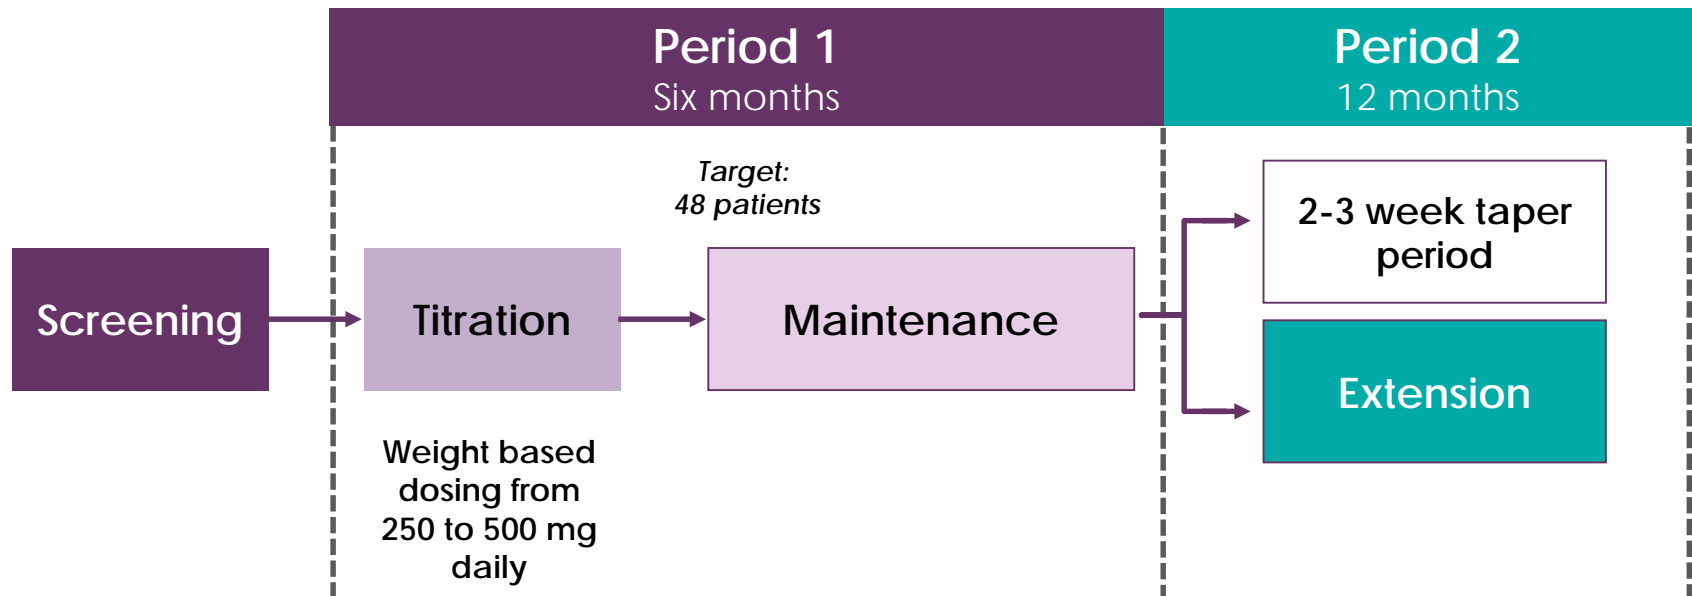 Period 1
Six months
Period 2
12 months
Target:
48 patients
Screening
Titration
Maintenance
2-3 week taper
period
Extension
Weight based
dosing from
250 to 500 mg
daily